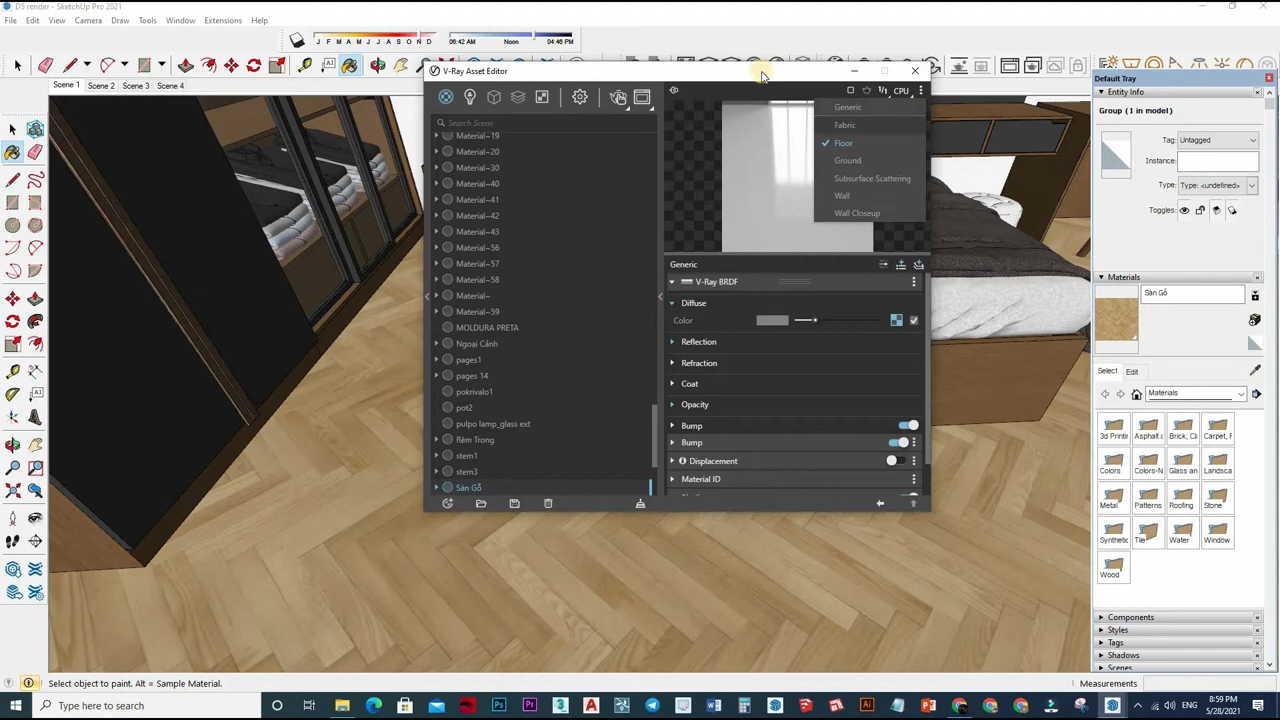 D5 render - SketchUp Pro 2021
File Edit View Camera Draw Tools Window Extensions Help
J F M A M J J A S O N D 06:42 AM Noon 04:46 PM
Scene 1 Scene 2 Scene 3 Scene 4
V-Ray Asset Editor
Search Scene
Material~19
Material~20
Material~30
Material~40
Material~41
Material~42
Material~43
Material~56
Material~57
Material~58
Material~
Material~59
MOLDURA PRETA
Ngoại Cảnh
pages1
pages 14
pokrivalo1
pot2
pulpo lamp_glass ext
Rèm Trong
stem1
stem3
Sàn Gỗ
CPU
Generic
Fabric
Floor
Ground
Subsurface Scattering
Wall
Wall Closeup
Generic
V-Ray BRDF
Diffuse
Color
Reflection
Refraction
Coat
Opacity
Bump
Bump
Displacement
Material ID
Default Tray
Entity Info
Group (1 in model)
Tag: Untagged
Instance:
Type: Type: <undefined>
Toggles:
Materials
Sàn Gỗ
Select Edit
Materials
3d Printi Asphalt a Brick, Cl Carpet, F
Colors Colors-N Glass an Landsca
Metal Patterns Roofing Stone
Synthetic Tile Water Window
Wood
Components
Styles
Tags
Shadows
Scenes
Select object to paint. Alt = Sample Material.
Measurements
Type here to search
8:59 PM
5/28/2021